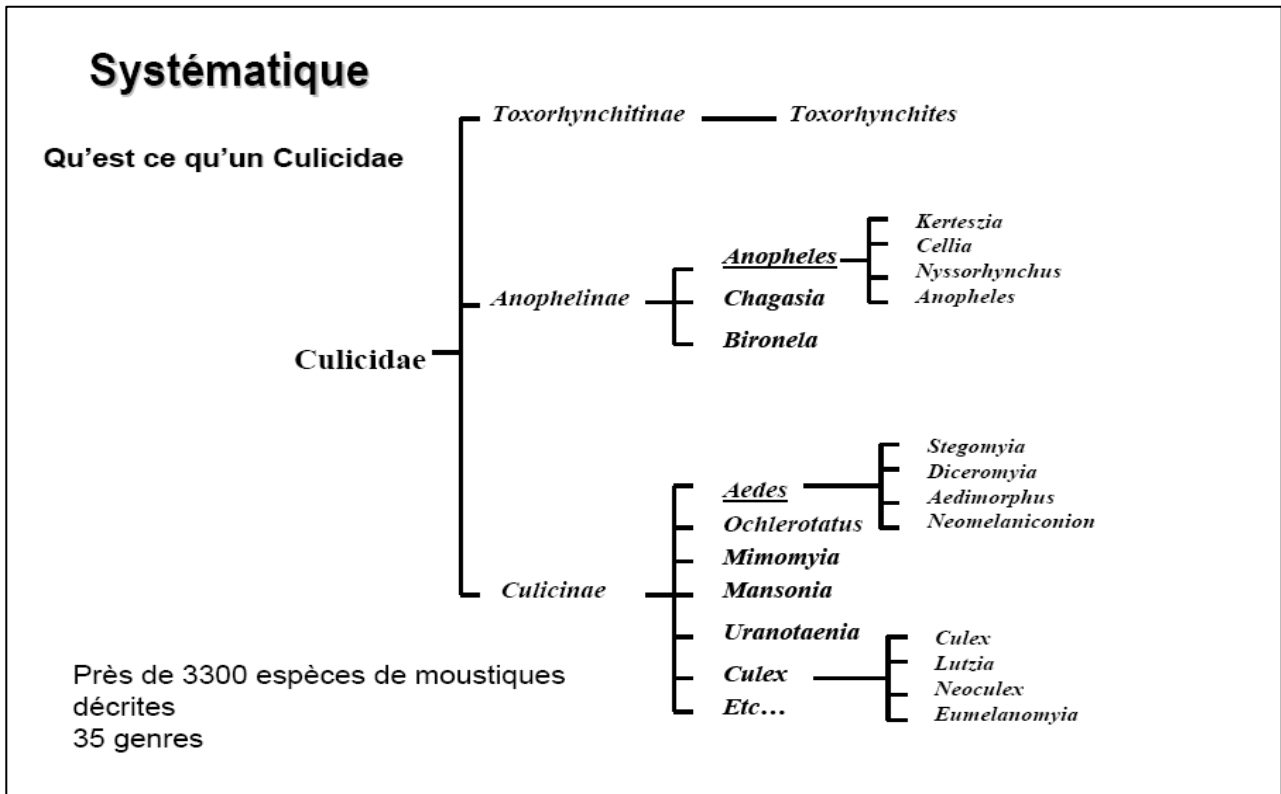 Systématique
Qu'est ce qu'un Culicidae
Toxorhynchitinae
Toxorhynchites
Culicidae
Anophelinae
Anopheles
Chagasia
Bironela
Kerteszia
Cellia
Nyssorhynchus
Anopheles
Culicinae
Aedes
Ochlerotatus
Mimomyia
Mansonia
Uranotaenia
Culex
Etc…
Stegomyia
Diceromyia
Aedimorphus
Neomelaniconion
Culex
Lutzia
Neoculex
Eumelanomyia
Près de 3300 espèces de moustiques
décrites
35 genres